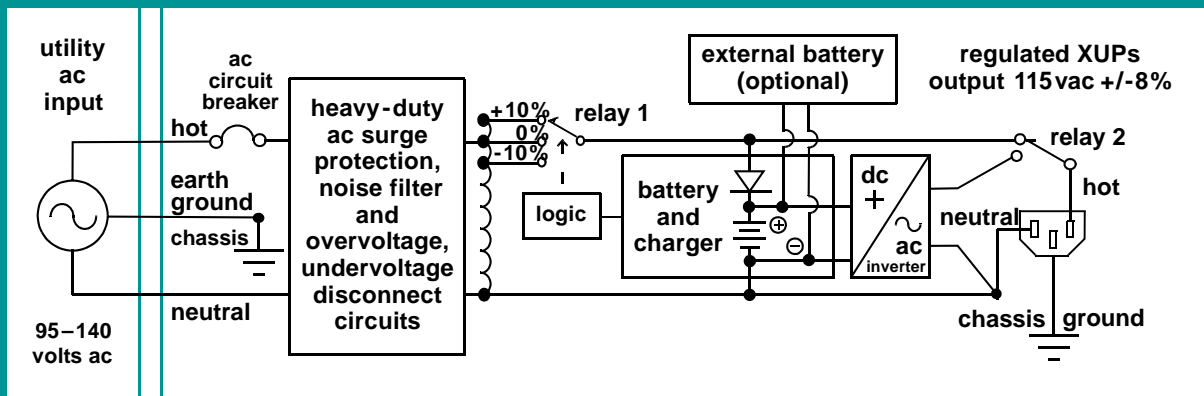 utility
ac
input
ac
circuit
breaker
hot
earth
ground
chassis
neutral
95–140
volts ac
heavy-duty
ac surge
protection,
noise filter
and
overvoltage,
undervoltage
disconnect
circuits
+10%
0%
-10%
relay 1
logic
external battery
(optional)
battery
and
charger
+
−
dc
+
ac
inverter
regulated XUPs
output 115vac +/-8%
relay 2
hot
neutral
chassis ground